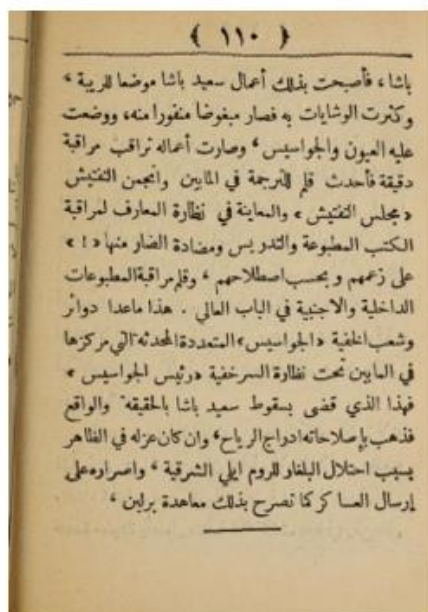 ﴿ ١١٠ ﴾
باشا، فأصبحت بذلك أعمال سعيد باشا موضعا للريبة،
وكثرت الوشايات به فصار مبغوضا منفورا منه، ووضعت
عليه العيون والجواسيس، وصارت أعماله تراقب مراقبة
دقيقة فأحدث قلم للترجمة في المابين وانجمن التفتيش
«مجلس التفتيش» والمعاينة في نظارة المعارف لمراقبة
الكتب المطبوعة والتدريس ومضادة الضار منها «!»
على زعمهم وبحسب اصطلاحهم، وقلم مراقبة المطبوعات
الداخلية والاجنبية في الباب العالي. هذا ماعدا دوائر
وشعب الخفية «الجواسيس» المتعددة المحدثة التي مركزها
في المابين تحت نظارة السرخفية «رئيس الجواسيس»
فهذا الذي قضى بسقوط سعيد باشا بالحقيقة والواقع
فذهب بإصلاحاته ادراج الرياح، وان كان عزله في الظاهر
بسبب احتلال البلغار للروم ايلي الشرقية، واصراره على
إرسال العساكر كما تصرح بذلك معاهدة برلين،